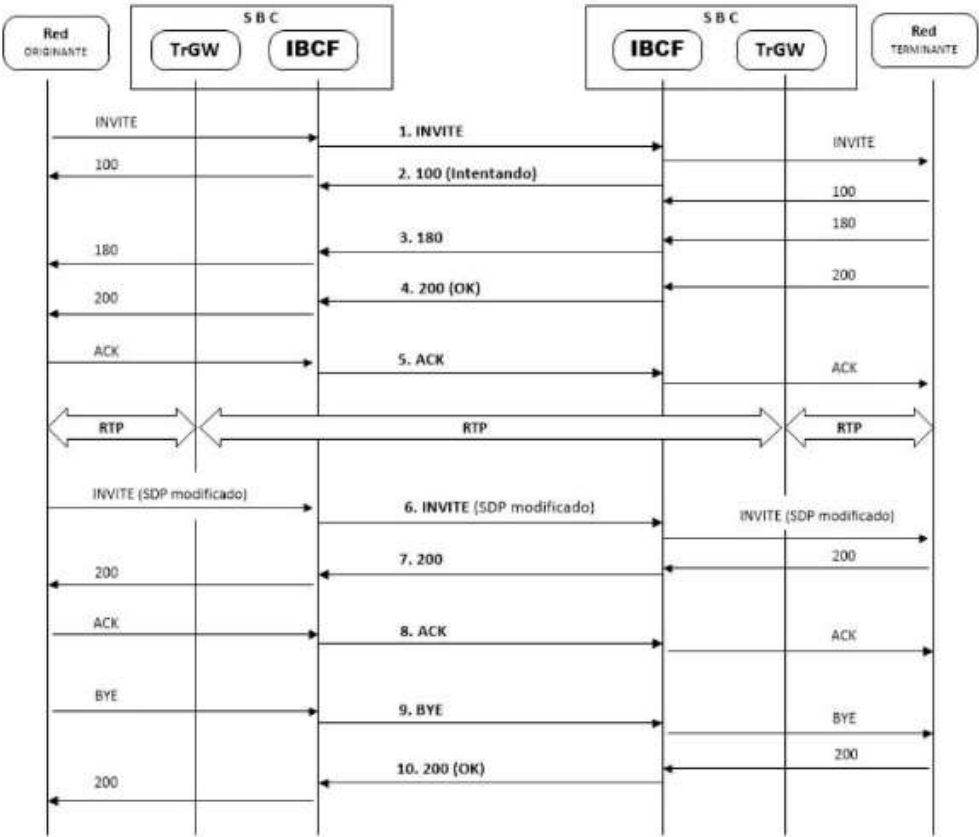 S B C
S B C
Red
ORIGINANTE
TrGW
IBCF
IBCF
TrGW
Red
TERMINANTE
INVITE
1. INVITE
INVITE
100
2. 100 (Intentando)
100
180
3. 180
180
200
4. 200 (OK)
200
ACK
5. ACK
ACK
RTP
RTP
RTP
INVITE (SDP modificado)
6. INVITE (SDP modificado)
INVITE (SDP modificado)
200
7. 200
200
ACK
8. ACK
ACK
BYE
9. BYE
BYE
200
10. 200 (OK)
200